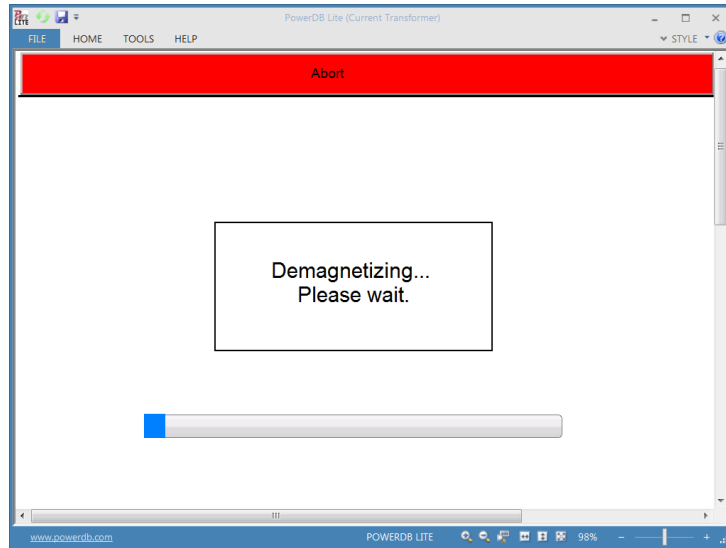 LITE
PowerDB Lite (Current Transformer)
FILE HOME TOOLS HELP
STYLE
Abort
Demagnetizing...
Please wait.
www.powerdb.com
POWERDB LITE
98%